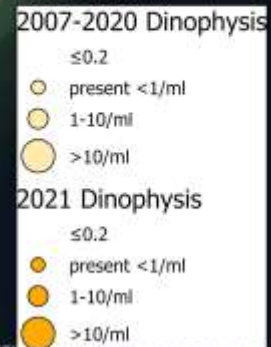 2007-2020 Dinophysis
≤0.2
present <1/ml
1-10/ml
>10/ml
2021 Dinophysis
≤0.2
present <1/ml
1-10/ml
>10/ml